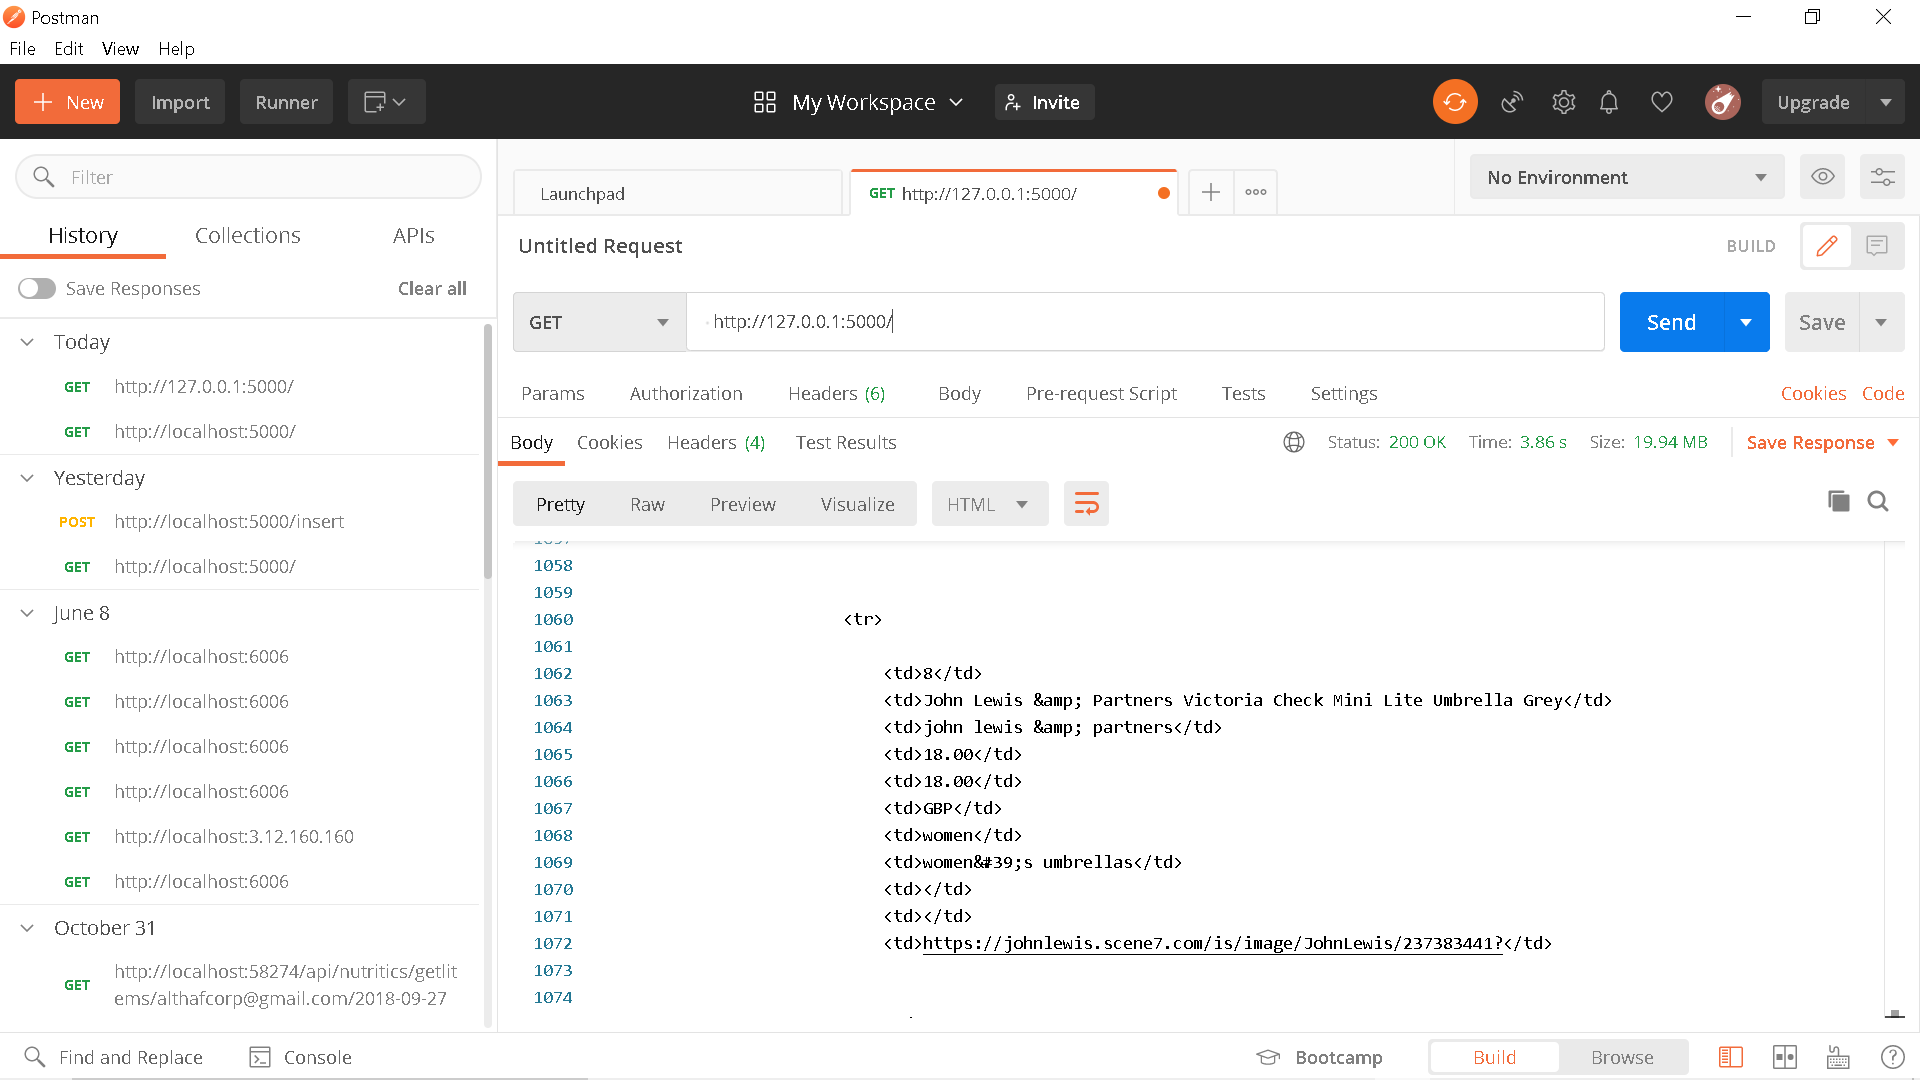 Postman
File Edit View Help
New Import Runner My Workspace Invite Upgrade
Filter
History Collections APIs
Save Responses Clear all
Today
GET http://127.0.0.1:5000/
GET http://localhost:5000/
Yesterday
POST http://localhost:5000/insert
GET http://localhost:5000/
June 8
GET http://localhost:6006
GET http://localhost:6006
GET http://localhost:6006
GET http://localhost:6006
GET http://localhost:3.12.160.160
GET http://localhost:6006
October 31
GET http://localhost:58274/api/nutritics/getlit
ems/althafcorp@gmail.com/2018-09-27
Launchpad GET http://127.0.0.1:5000/ No Environment
Untitled Request BUILD
GET http://127.0.0.1:5000/ Send Save
Params Authorization Headers (6) Body Pre-request Script Tests Settings Cookies Code
Body Cookies Headers (4) Test Results Status: 200 OK Time: 3.86 s Size: 19.94 MB Save Response
Pretty Raw Preview Visualize HTML
1057
1058
1059
1060 <tr>
1061
1062 <td>8</td>
1063 <td>John Lewis &amp; Partners Victoria Check Mini Lite Umbrella Grey</td>
1064 <td>john lewis &amp; partners</td>
1065 <td>18.00</td>
1066 <td>18.00</td>
1067 <td>GBP</td>
1068 <td>women</td>
1069 <td>women&#39;s umbrellas</td>
1070 <td></td>
1071 <td></td>
1072 <td>https://johnlewis.scene7.com/is/image/JohnLewis/237383441?</td>
1073
1074
Find and Replace Console Bootcamp Build Browse